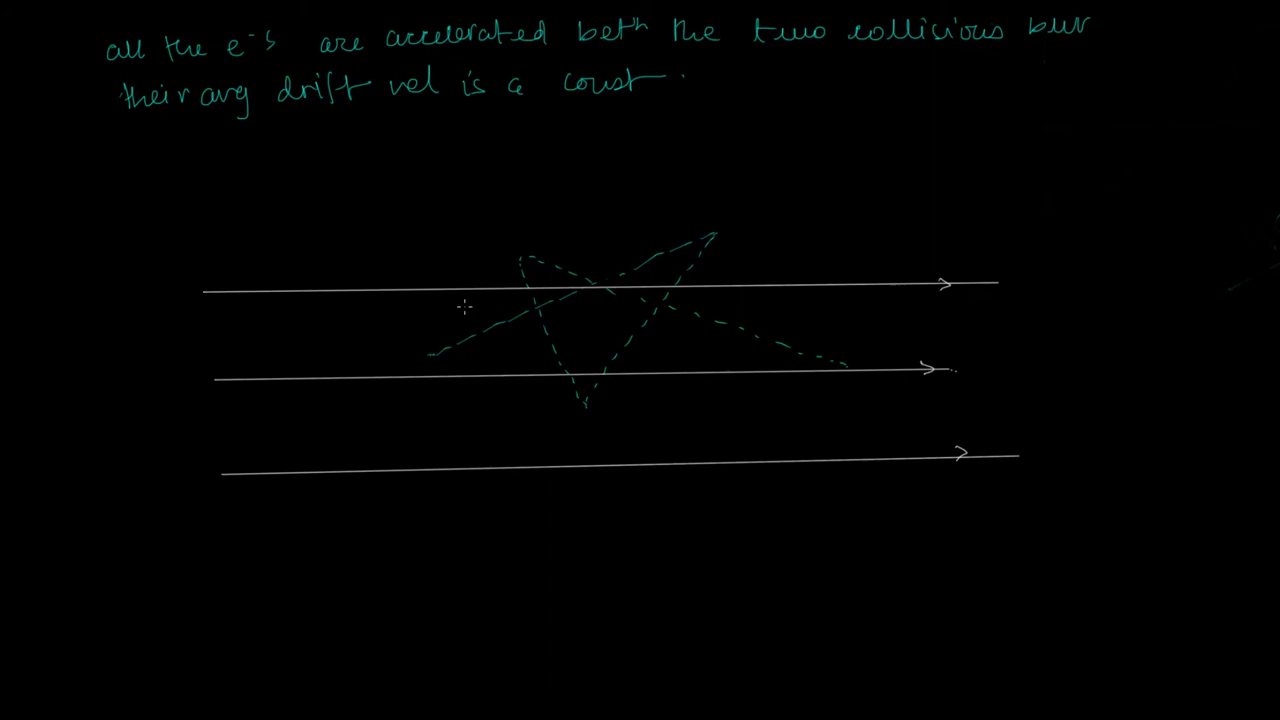 all the e⁻s are accelerated betⁿ the two collisions but
their avg drift vel is a const.